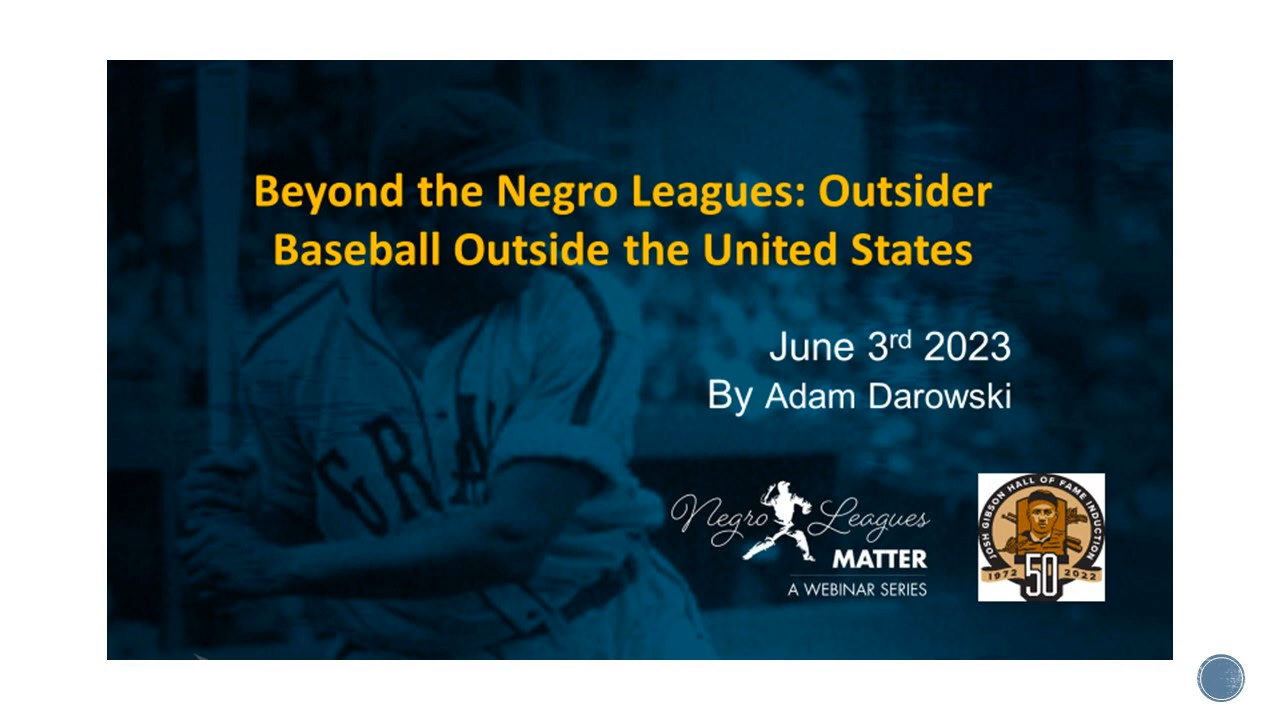 Beyond the Negro Leagues: Outsider
Baseball Outside the United States
June 3rd 2023
By Adam Darowski
GRA
Negro Leagues
MATTER
A WEBINAR SERIES
JOSH GIBSON HALL OF FAME INDUCTION
1972 50 2022